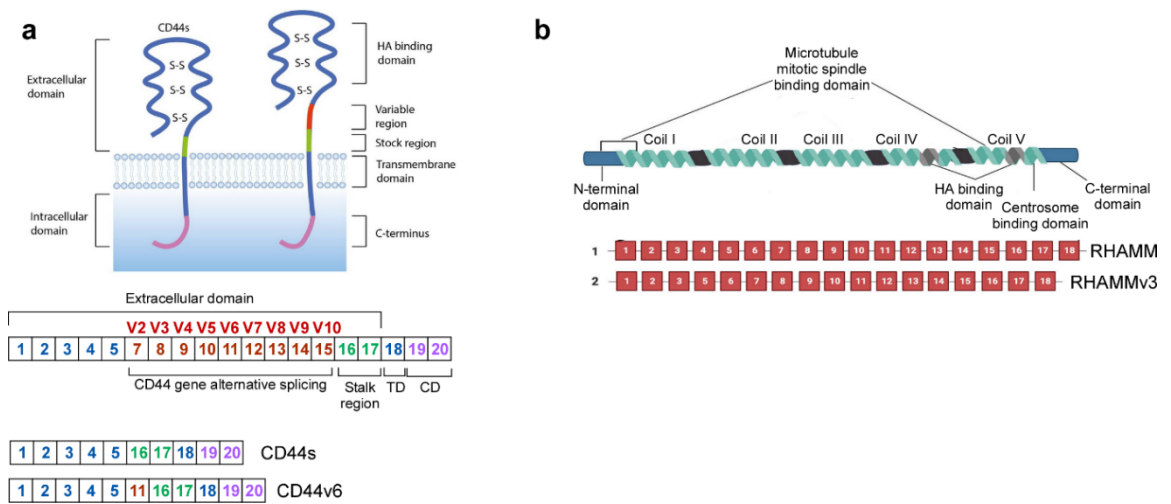 a
CD44s
Extracellular domain
S-S
S-S
S-S
S-S
S-S
S-S
HA binding domain
Variable region
Stock region
Transmembrane domain
Intracellular domain
C-terminus
Extracellular domain
V2 V3 V4 V5 V6 V7 V8 V9 V10
1 2 3 4 5 7 8 9 10 11 12 13 14 15 16 17 18 19 20
CD44 gene alternative splicing
Stalk region
TD
CD
1 2 3 4 5 16 17 18 19 20 CD44s
1 2 3 4 5 11 16 17 18 19 20 CD44v6
b
Microtubule mitotic spindle binding domain
Coil I Coil II Coil III Coil IV Coil V
N-terminal domain
HA binding domain
Centrosome binding domain
C-terminal domain
1 1 2 3 4 5 6 7 8 9 10 11 12 13 14 15 16 17 18 RHAMM
2 1 2 3 5 6 7 8 9 10 11 12 13 14 15 16 17 18 RHAMMv3